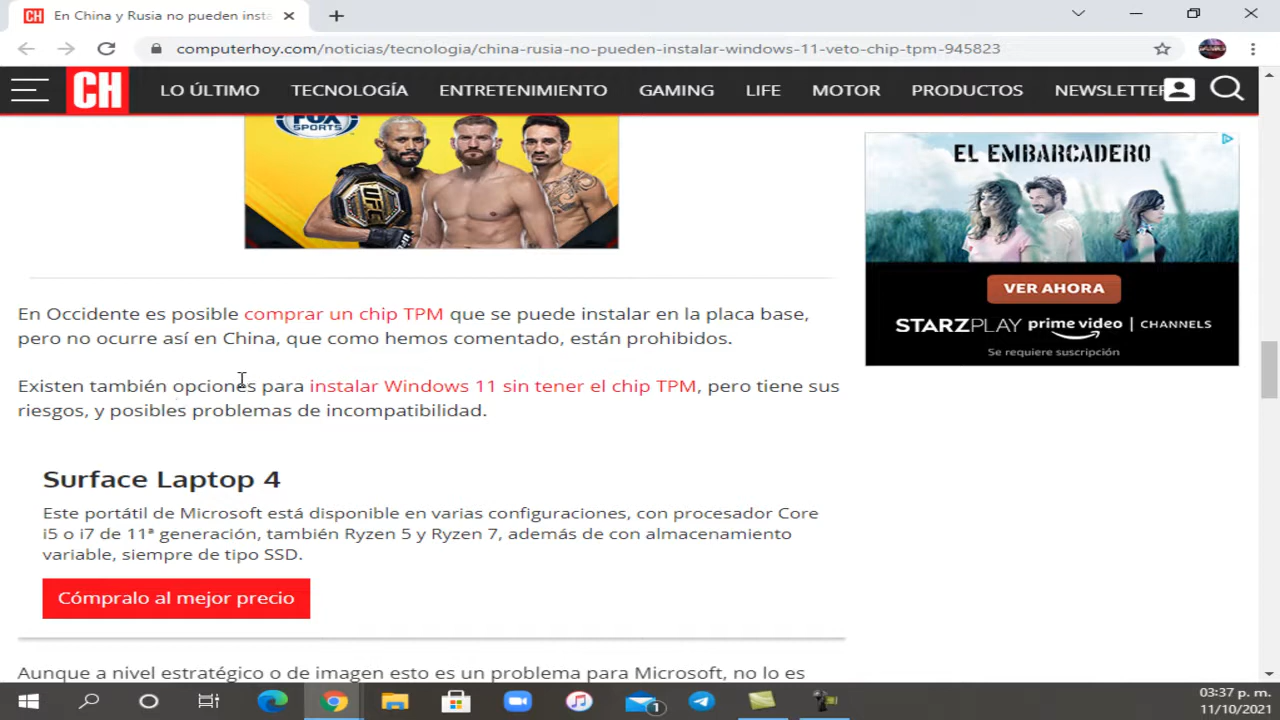 CH En China y Rusia no pueden insta
computerhoy.com/noticias/tecnologia/china-rusia-no-pueden-instalar-windows-11-veto-chip-tpm-945823
CH LO ÚLTIMO TECNOLOGÍA ENTRETENIMIENTO GAMING LIFE MOTOR PRODUCTOS NEWSLETTER
FOX
SPORTS
UFC
EL EMBARCADERO
VER AHORA
STARZPLAY prime video | CHANNELS
Se requiere suscripción
En Occidente es posible comprar un chip TPM que se puede instalar en la placa base,
pero no ocurre así en China, que como hemos comentado, están prohibidos.
Existen también opciones para instalar Windows 11 sin tener el chip TPM, pero tiene sus
riesgos, y posibles problemas de incompatibilidad.
Surface Laptop 4
Este portátil de Microsoft está disponible en varias configuraciones, con procesador Core
i5 o i7 de 11ª generación, también Ryzen 5 y Ryzen 7, además de con almacenamiento
variable, siempre de tipo SSD.
Cómpralo al mejor precio
Aunque a nivel estratégico o de imagen esto es un problema para Microsoft, no lo es
1
03:37 p. m.
11/10/2021